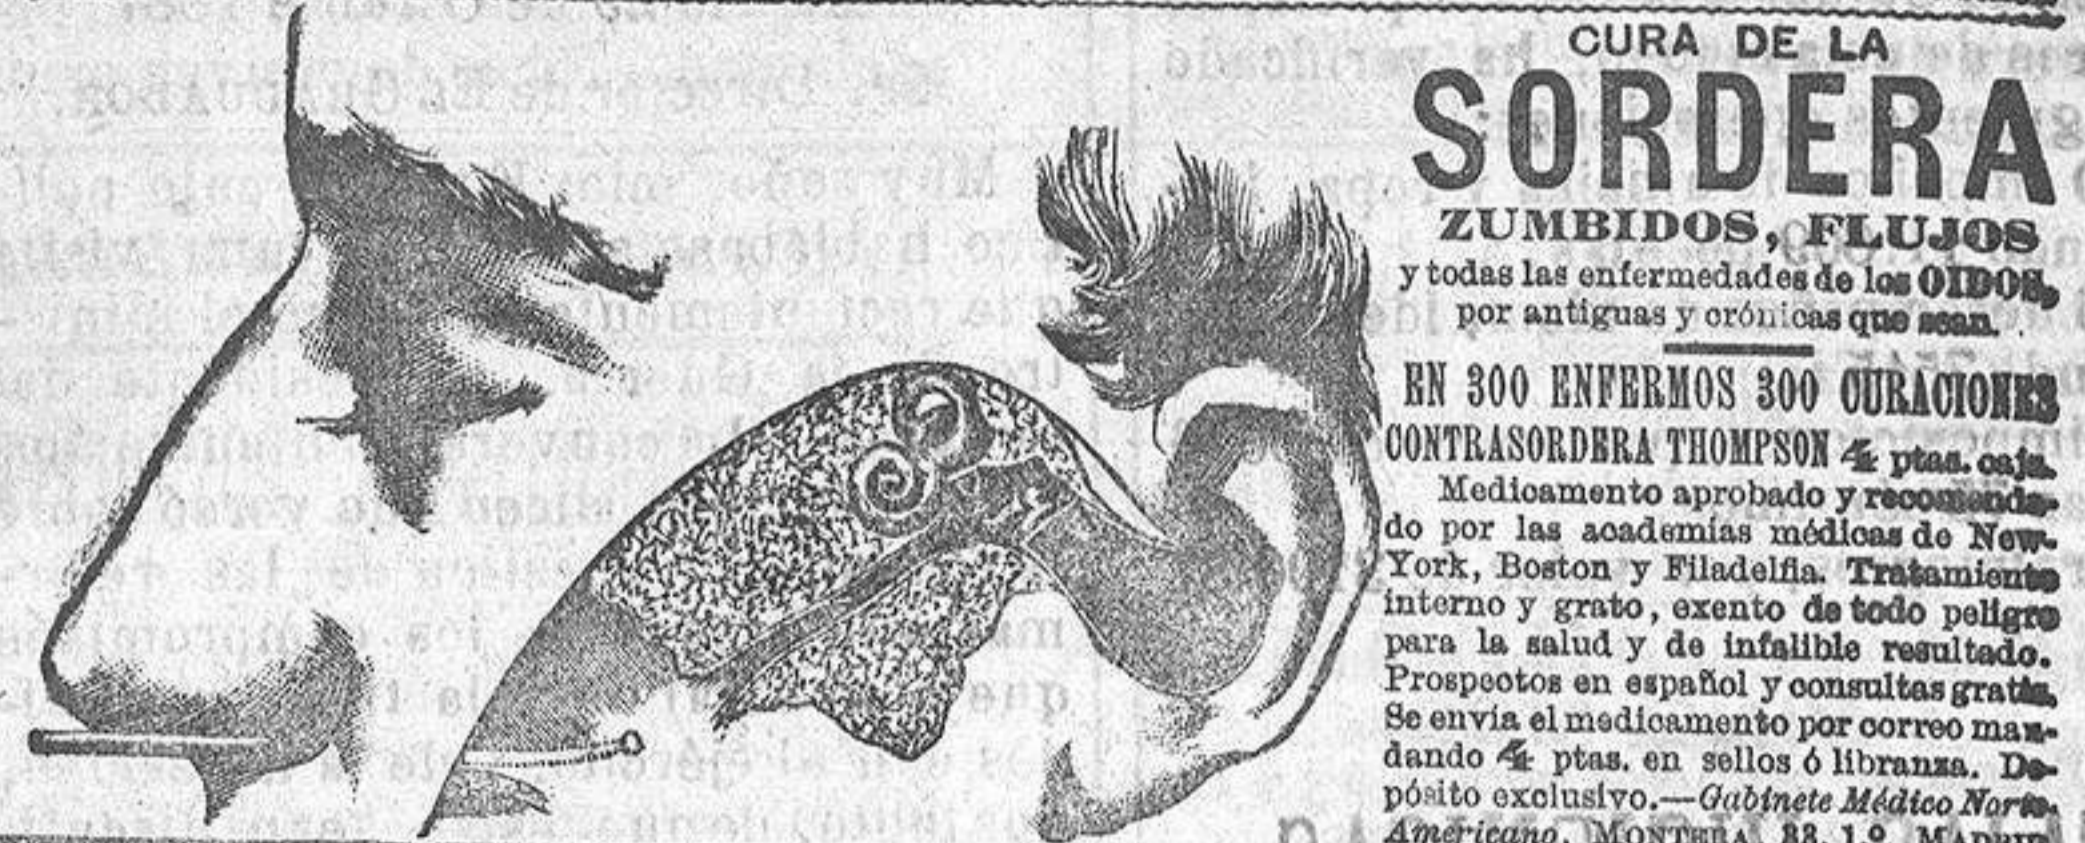 CURA DE LA
SORDERA
ZUMBIDOS, FLUJOS
y todas las enfermedades de los OIDOS,
por antiguas y crónicas que sean.
EN 300 ENFERMOS 300 CURACIONES
CONTRASORDERA THOMPSON 4 ptas. caja.
Medicamento aprobado y recomenda-
do por las academias médicas de New-
York, Boston y Filadelfia. Tratamiento
interno y grato, exento de todo peligro
para la salud y de infalible resultado.
Prospectos en español y consultas gratis.
Se envía el medicamento por correo man-
dando 4 ptas. en sellos ó libranza. De-
pósito exclusivo.—Gabinete Médico Norte-
Americano, MONTERA, 33, 1.º MADRID